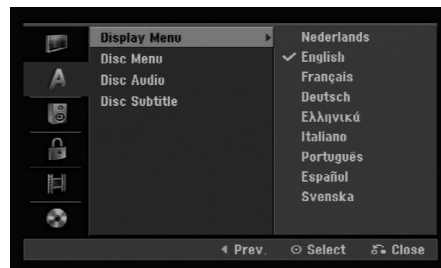 A
Display Menu
Disc Menu
Disc Audio
Disc Subtitle
Nederlands
English
Français
Deutsch
Ελληνικά
Italiano
Português
Español
Svenska
Prev.
Select
Close